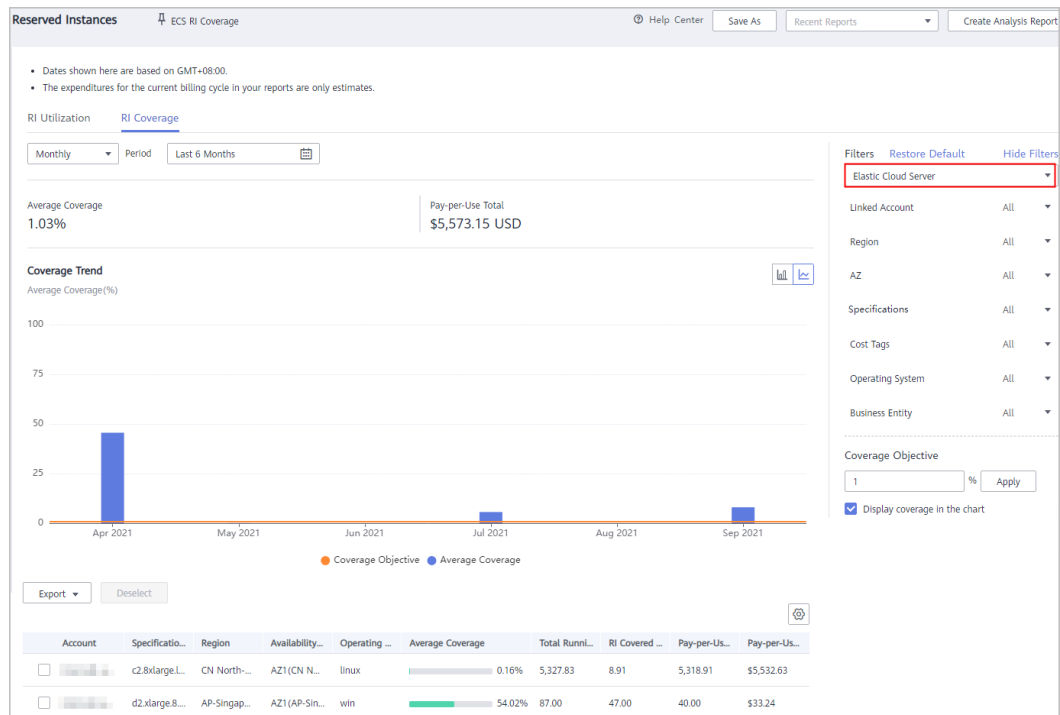 Reserved Instances ECS RI Coverage Help Center Save As Recent Reports Create Analysis Report
Dates shown here are based on GMT+08:00.
The expenditures for the current billing cycle in your reports are only estimates.
RI Utilization RI Coverage
Monthly Period Last 6 Months
Average Coverage
1.03%
Pay-per-Use Total
$5,573.15 USD
Coverage Trend
Average Coverage(%)
100
75
50
25
0
Apr 2021 May 2021 Jun 2021 Jul 2021 Aug 2021 Sep 2021
Coverage Objective Average Coverage
Filters Restore Default Hide Filters
Elastic Cloud Server
Linked Account All
Region All
AZ All
Specifications All
Cost Tags All
Operating System All
Business Entity All
Coverage Objective
1 % Apply
Display coverage in the chart
Export Deselect
Account Specificatio... Region Availability... Operating ... Average Coverage Total Runni... RI Covered ... Pay-per-Us... Pay-per-Us...
c2.8xlarge.l... CN North-... AZ1(CN N... linux 0.16% 5,327.83 8.91 5,318.91 $5,532.63
d2.xlarge.8.... AP-Singap... AZ1(AP-Sin... win 54.02% 87.00 47.00 40.00 $33.24